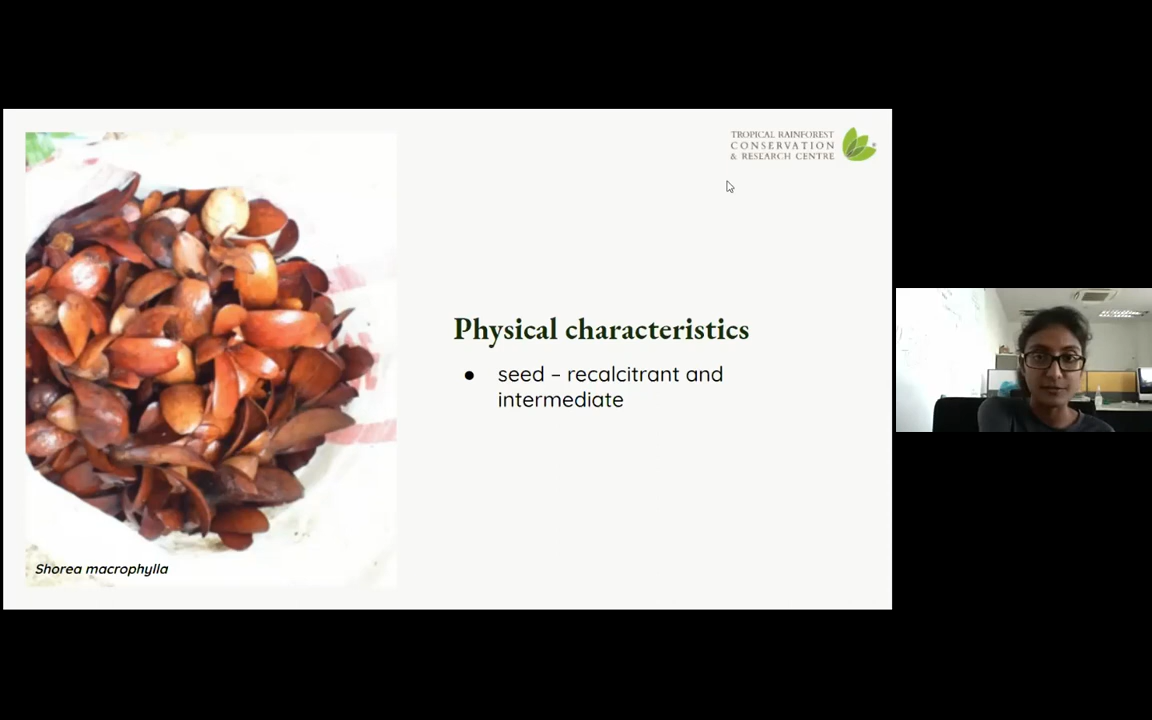 TROPICAL RAINFOREST
CONSERVATION
& RESEARCH CENTRE
Physical characteristics
● seed – recalcitrant and
intermediate
Shorea macrophylla